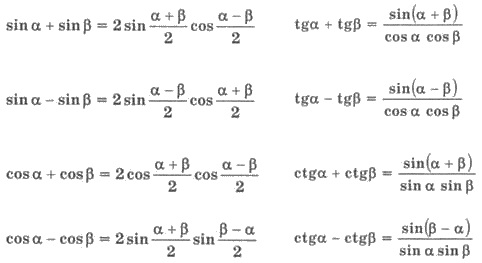 sin α + sin β = 2 sin (α + β)/2 cos (α − β)/2    tgα + tgβ = sin(α + β)/(cos α cos β)
sin α − sin β = 2 sin (α − β)/2 cos (α + β)/2    tgα − tgβ = sin(α − β)/(cos α cos β)
cos α + cos β = 2 cos (α + β)/2 cos (α − β)/2    ctgα + ctgβ = sin(α + β)/(sin α sin β)
cos α − cos β = 2 sin (α + β)/2 sin (β − α)/2    ctgα − ctgβ = sin(β − α)/(sin α sin β)